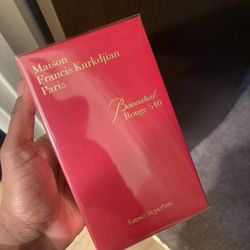 Maison
Francis Kurkdjian
Paris
Baccarat
Rouge 540
Extrait de parfum